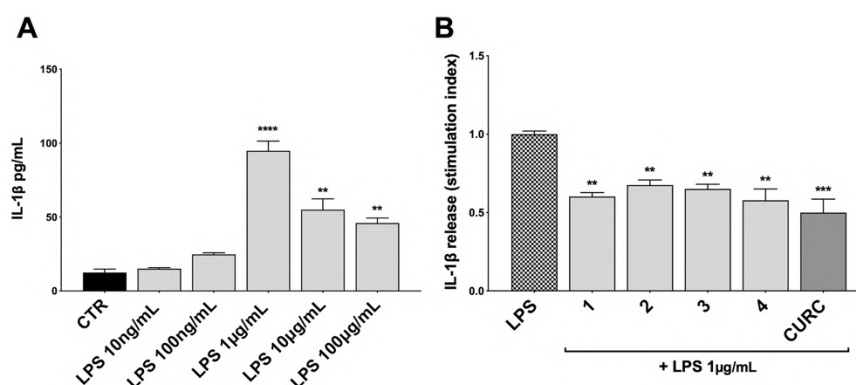 A
IL-1β pg/mL
150
100
50
0
****
**
**
CTR
LPS 10ng/mL
LPS 100ng/mL
LPS 1µg/mL
LPS 10µg/mL
LPS 100µg/mL
B
IL-1β release (stimulation index)
1.5
1.0
0.5
0.0
**
**
**
**
***
LPS
1
2
3
4
CURC
+ LPS 1µg/mL